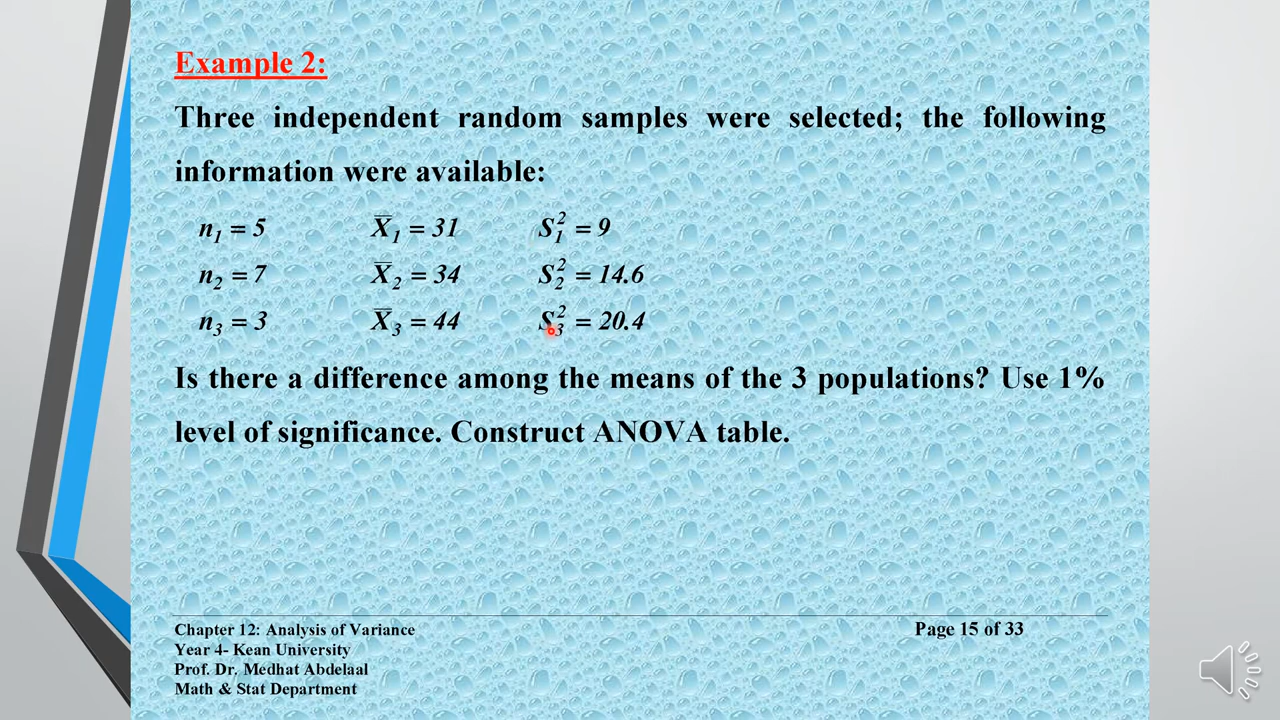 Example 2:
Three independent random samples were selected; the following
information were available:
n₁ = 5 X̅₁ = 31 S₁² = 9
n₂ = 7 X̅₂ = 34 S₂² = 14.6
n₃ = 3 X̅₃ = 44 S₃² = 20.4
Is there a difference among the means of the 3 populations? Use 1%
level of significance. Construct ANOVA table.
Chapter 12: Analysis of Variance Page 15 of 33
Year 4- Kean University
Prof. Dr. Medhat Abdelaal
Math & Stat Department